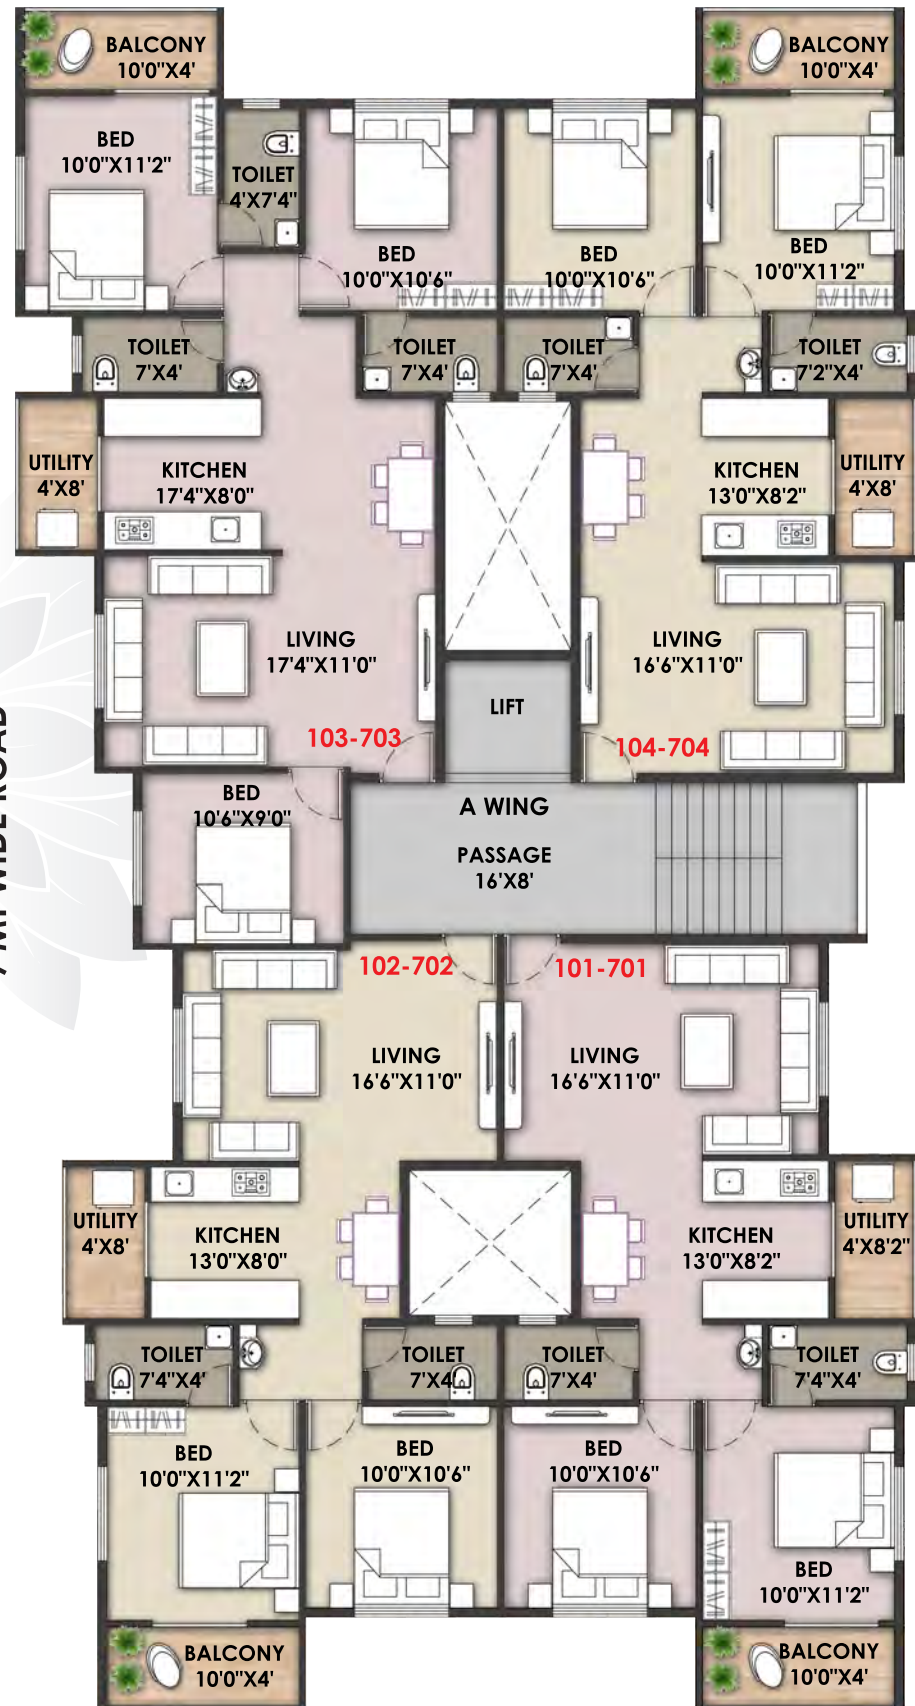 BALCONY
10'0"X4'
BALCONY
10'0"X4'
BED
10'0"X11'2"
TOILET
4'X7'4"
BED
10'0"X10'6"
BED
10'0"X10'6"
BED
10'0"X11'2"
TOILET
7'X4'
TOILET
7'X4'
TOILET
7'X4'
TOILET
7'2"X4'
UTILITY
4'X8'
KITCHEN
17'4"X8'0"
KITCHEN
13'0"X8'2"
UTILITY
4'X8'
LIVING
17'4"X11'0"
LIVING
16'6"X11'0"
LIFT
103-703
104-704
WIDE ROAD
BED
10'6"X9'0"
A WING
PASSAGE
16'X8'
102-702
101-701
LIVING
16'6"X11'0"
LIVING
16'6"X11'0"
UTILITY
4'X8'
KITCHEN
13'0"X8'0"
KITCHEN
13'0"X8'2"
UTILITY
4'X8'2"
TOILET
7'4"X4'
TOILET
7'X4'
TOILET
7'X4'
TOILET
7'4"X4'
BED
10'0"X11'2"
BED
10'0"X10'6"
BED
10'0"X10'6"
BED
10'0"X11'2"
BALCONY
10'0"X4'
BALCONY
10'0"X4'